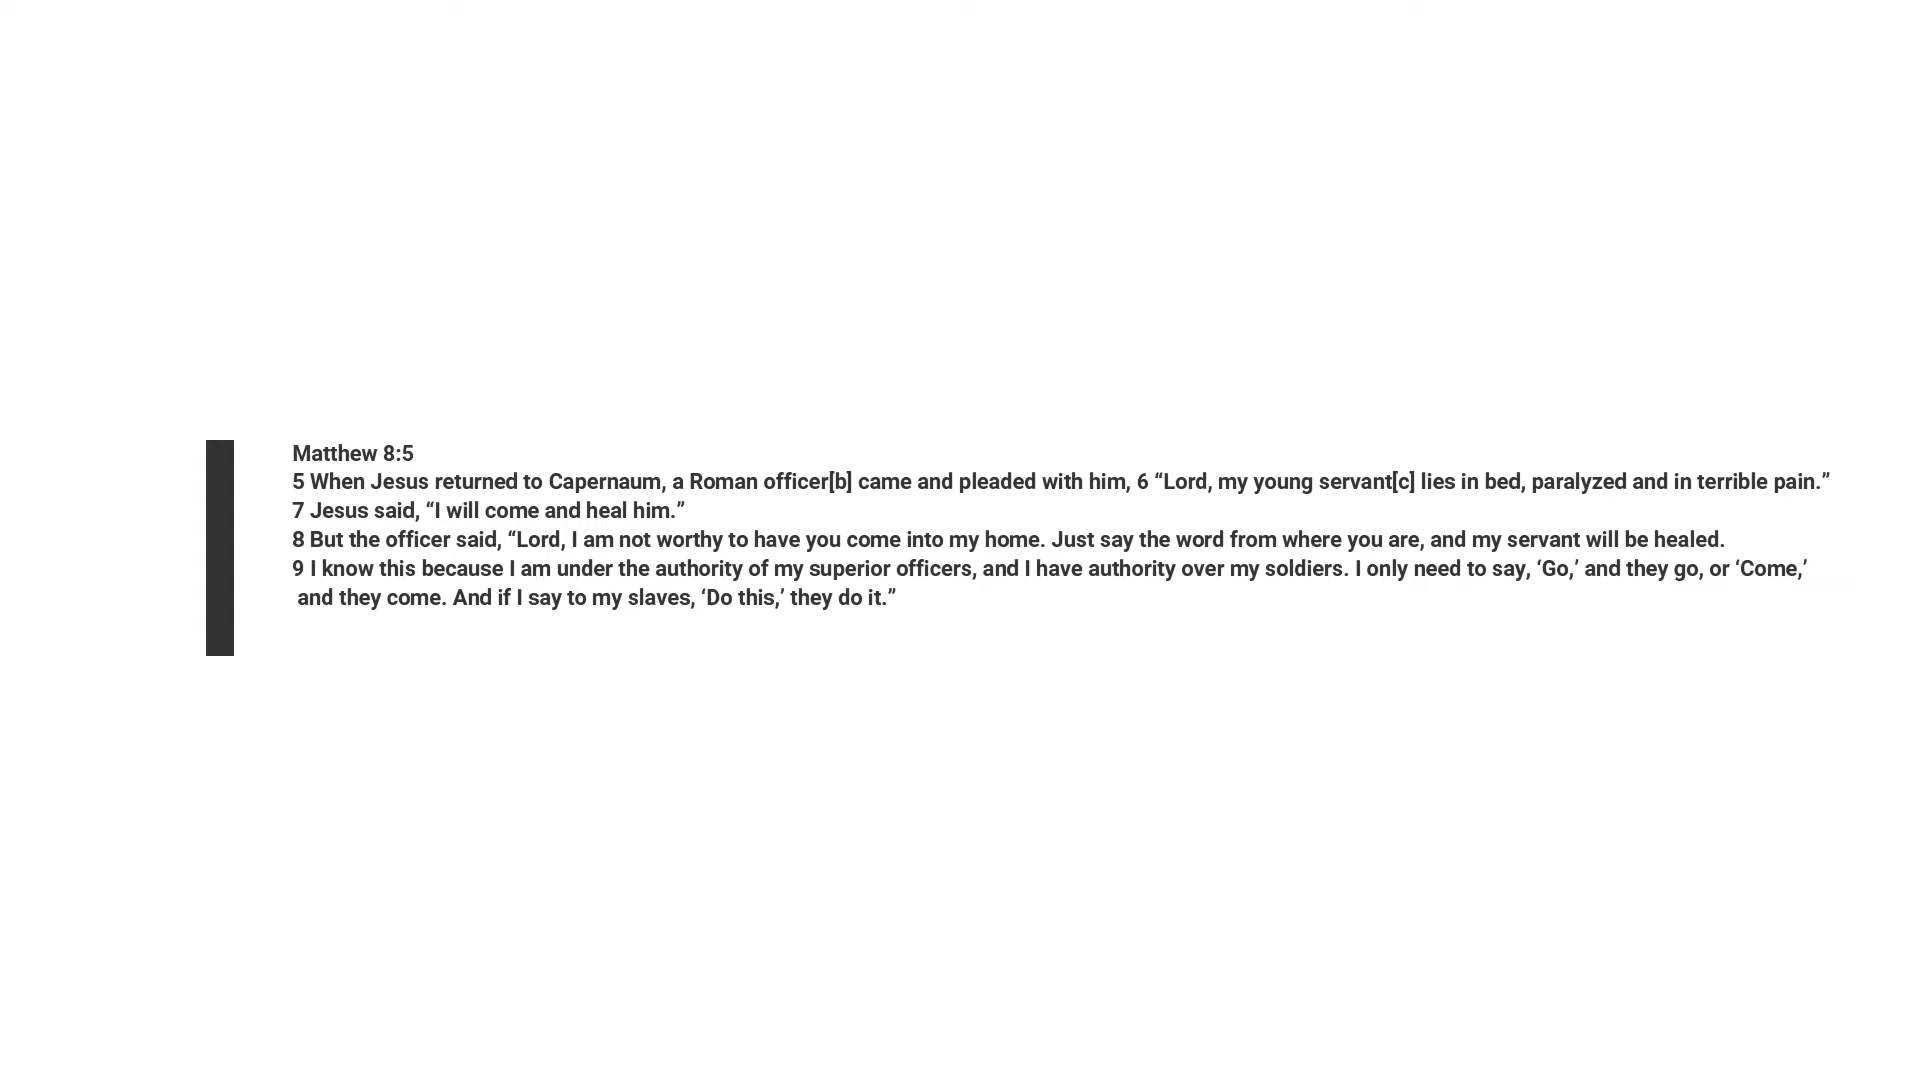 Matthew 8:5
5 When Jesus returned to Capernaum, a Roman officer[b] came and pleaded with him, 6 “Lord, my young servant[c] lies in bed, paralyzed and in terrible pain.”
7 Jesus said, “I will come and heal him.”
8 But the officer said, “Lord, I am not worthy to have you come into my home. Just say the word from where you are, and my servant will be healed.
9 I know this because I am under the authority of my superior officers, and I have authority over my soldiers. I only need to say, ‘Go,’ and they go, or ‘Come,’
and they come. And if I say to my slaves, ‘Do this,’ they do it.”